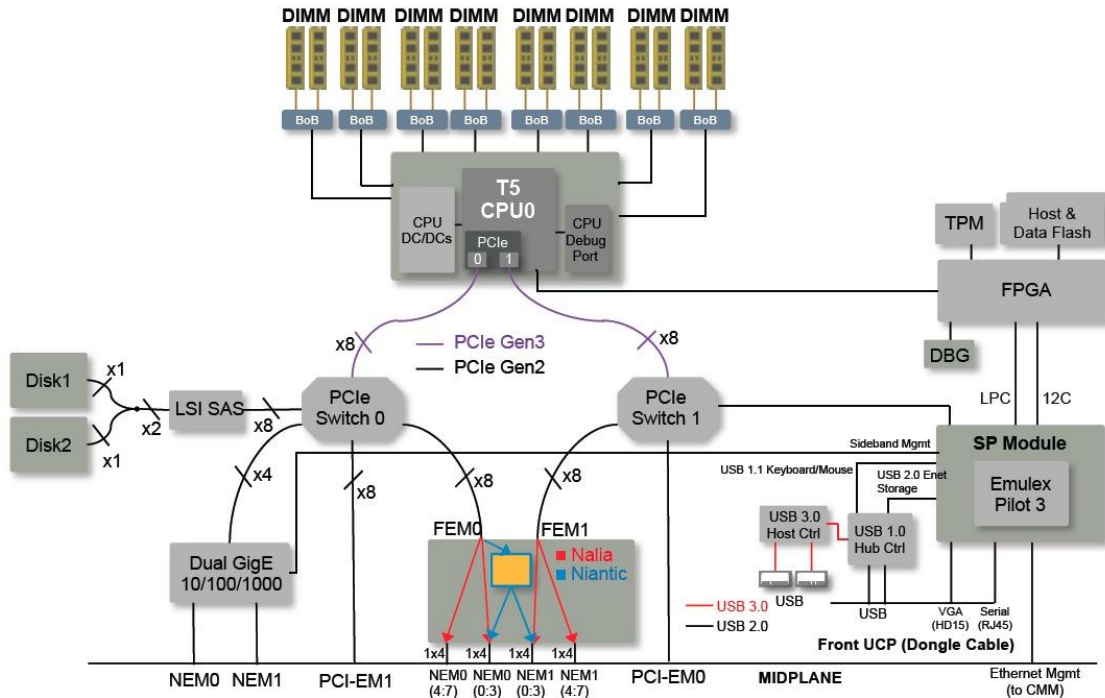 DIMM DIMM DIMM DIMM DIMM DIMM DIMM DIMM
BoB BoB BoB BoB BoB BoB BoB BoB
T5
CPU0
CPU
DC/DCs
PCIe
0 1
CPU
Debug
Port
TPM
Host &
Data Flash
FPGA
DBG
LPC
12C
x8
PCIe Gen3
PCIe Gen2
x8
Disk1
x1
Disk2
x1
x2
LSI SAS
x8
PCIe
Switch 0
PCIe
Switch 1
x4
x8
x8
x8
Sideband Mgmt
SP Module
Emulex
Pilot 3
USB 1.1 Keyboard/Mouse
USB 2.0 Enet
Storage
USB 3.0
Host Ctrl
USB 1.0
Hub Ctrl
USB
USB
VGA
(HD15)
Serial
(RJ45)
USB 3.0
USB 2.0
Front UCP (Dongle Cable)
Dual GigE
10/100/1000
FEM0
FEM1
Nalia
Niantic
1x4 1x4 1x4 1x4
NEM0
NEM1
PCI-EM1
NEM0
(4:7)
NEM0
(0:3)
NEM1
(0:3)
NEM1
(4:7)
PCI-EM0
MIDPLANE
Ethernet Mgmt
(to CMM)